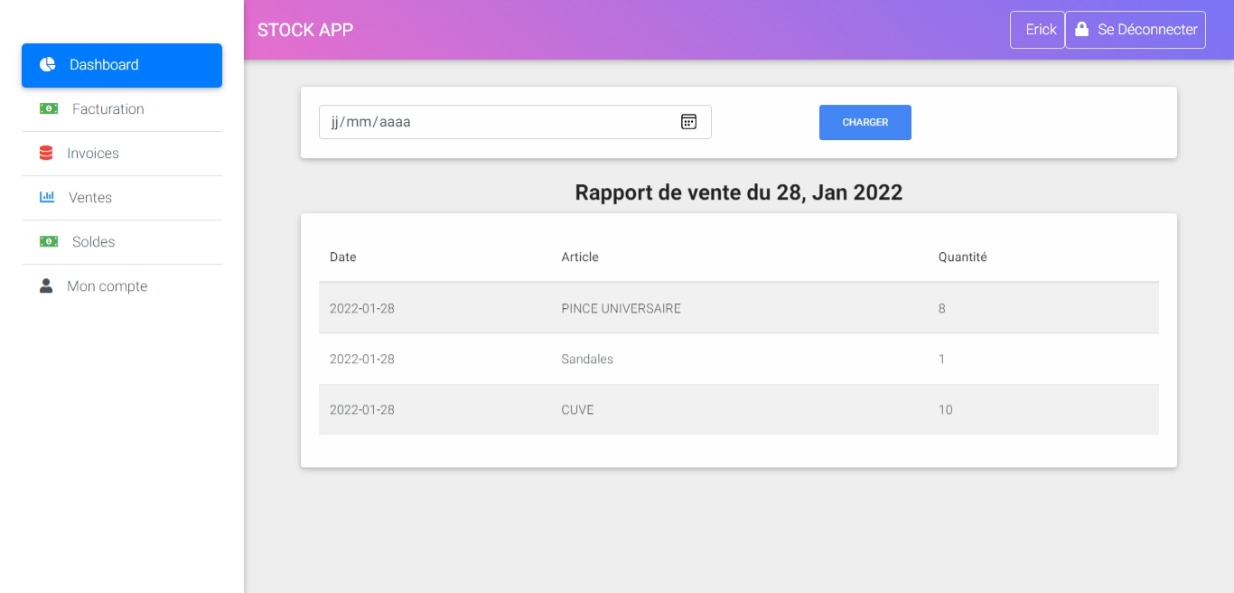 STOCK APP
Erick
Se Déconnecter
Dashboard
Facturation
Invoices
Ventes
Soldes
Mon compte
jj/mm/aaaa
CHARGER
Rapport de vente du 28, Jan 2022
Date Article Quantité
2022-01-28 PINCE UNIVERSAIRE 8
2022-01-28 Sandales 1
2022-01-28 CUVE 10